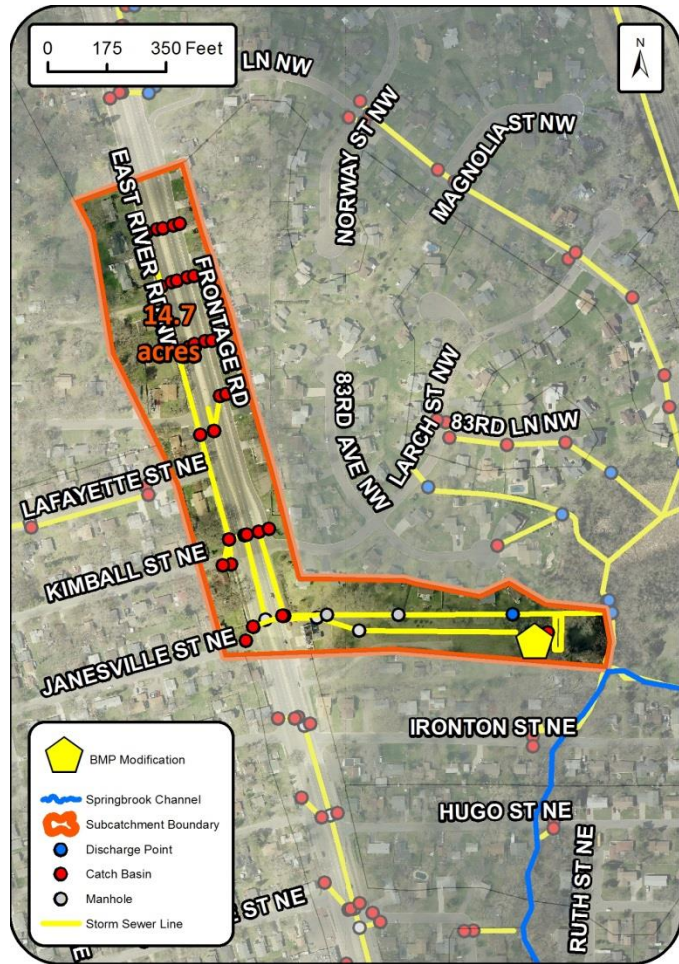 0 175 350 Feet
N
LN NW
NORWAY ST NW
MAGNOLIA ST NW
EAST RIVER RD NW
FRONTAGE RD
14.7
acres
83RD AVE NW
LARCH ST NW
83RD LN NW
LAFAYETTE ST NE
KIMBALL ST NE
JANESVILLE ST NE
IRONTON ST NE
HUGO ST NE
RUTH ST NE
E ST NE
NE
BMP Modification
Springbrook Channel
Subcatchment Boundary
Discharge Point
Catch Basin
Manhole
Storm Sewer Line